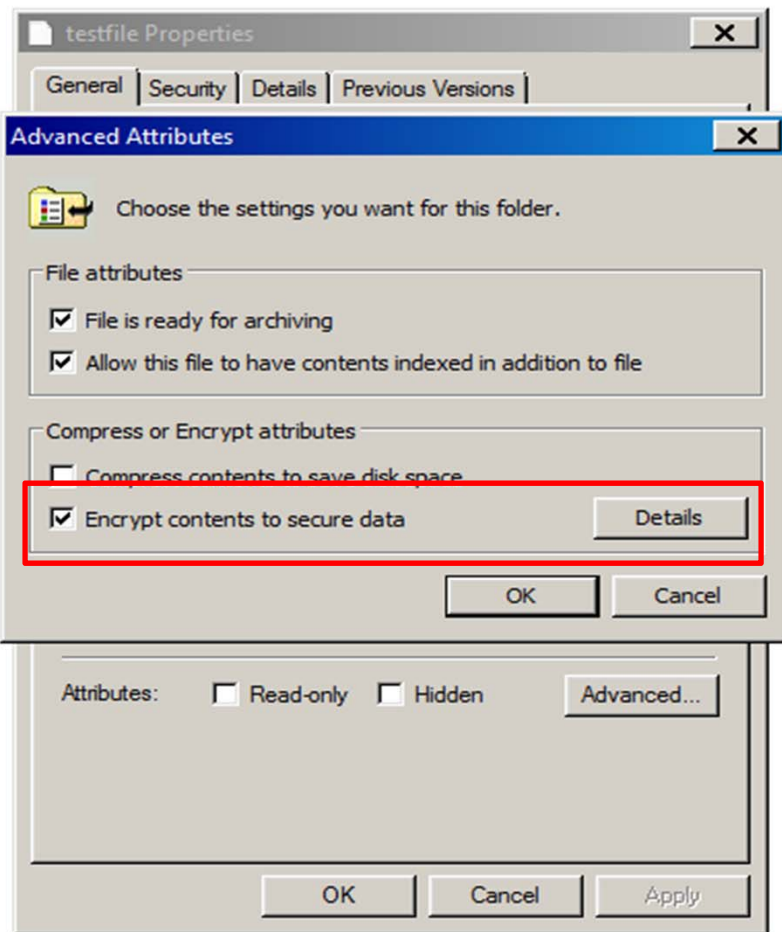 testfile Properties
General Security Details Previous Versions
Advanced Attributes
Choose the settings you want for this folder.
File attributes
File is ready for archiving
Allow this file to have contents indexed in addition to file
Compress or Encrypt attributes
Compress contents to save disk space
Encrypt contents to secure data Details
OK Cancel
Attributes: Read-only Hidden Advanced...
OK Cancel Apply